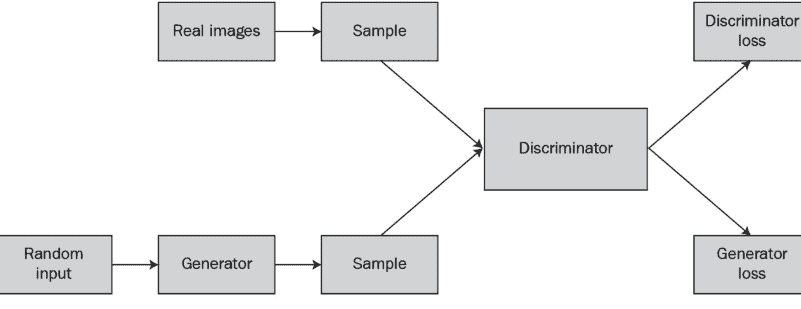 Real images
Sample
Discriminator
loss
Discriminator
Random
input
Generator
Sample
Generator
loss